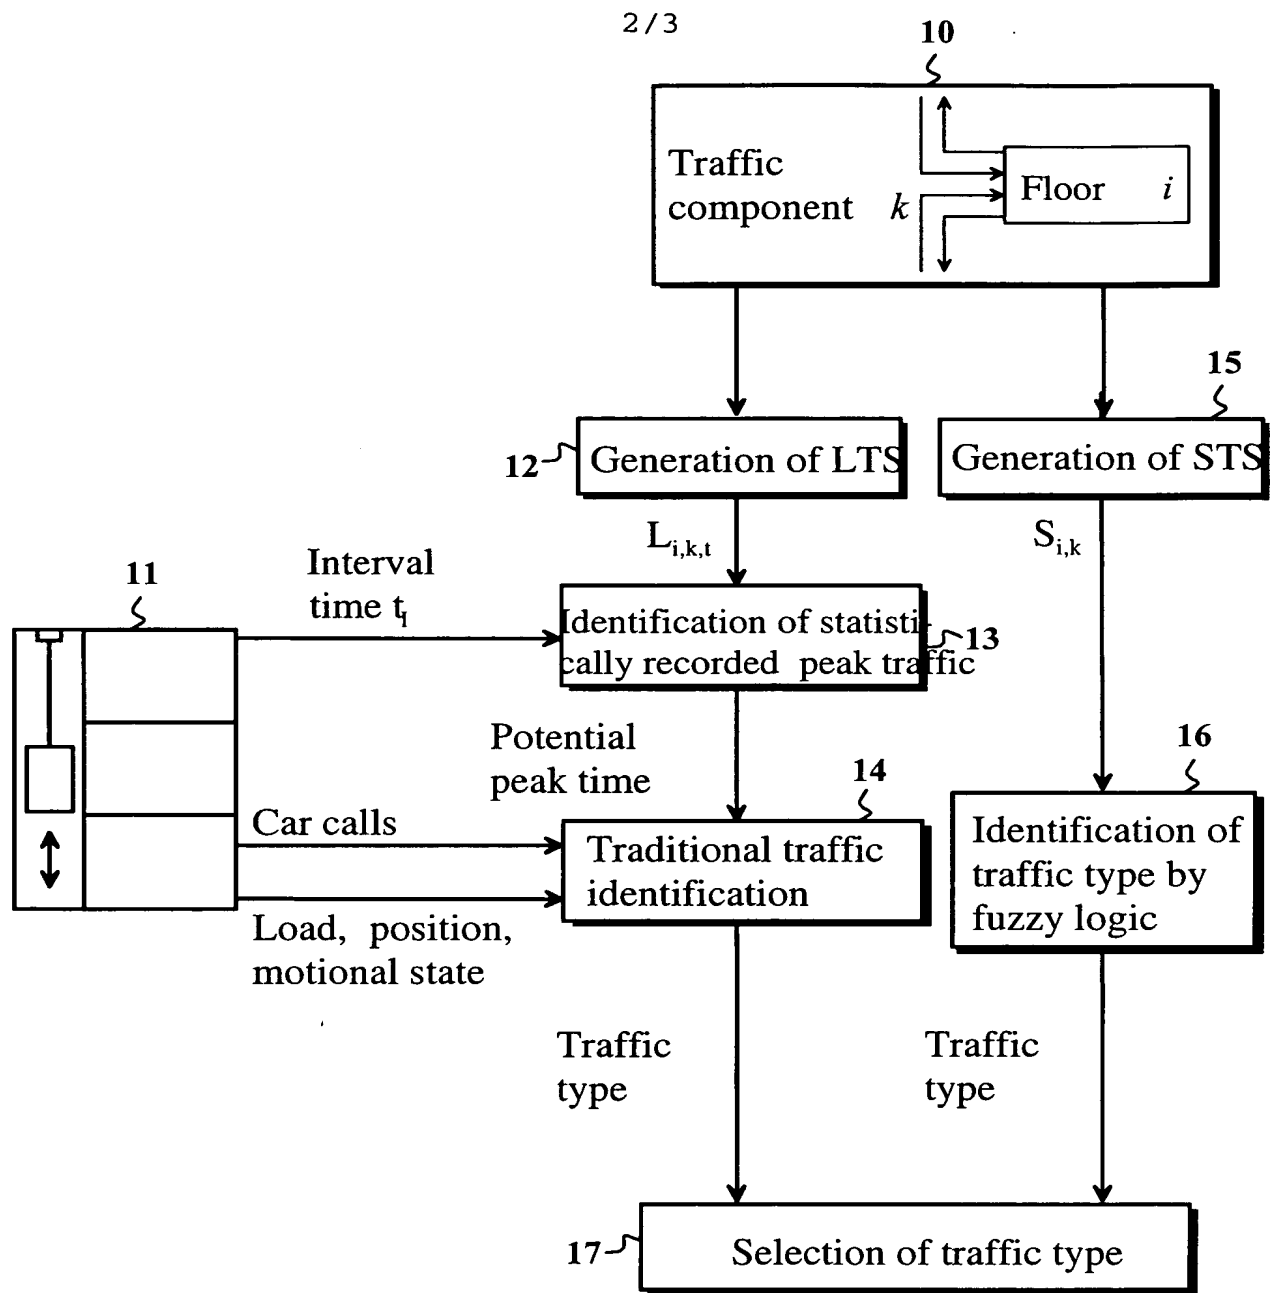 2/3
10
Traffic
component
k
Floor i
15
12
Generation of LTS
Generation of STS
L i,k,t
S i,k
11
Interval
time tI
Identification of statisti-
cally recorded peak traffic
13
Potential
peak time
14
16
Car calls
Traditional traffic
identification
Identification of
traffic type by
fuzzy logic
Load, position,
motional state
Traffic
type
Traffic
type
17
Selection of traffic type